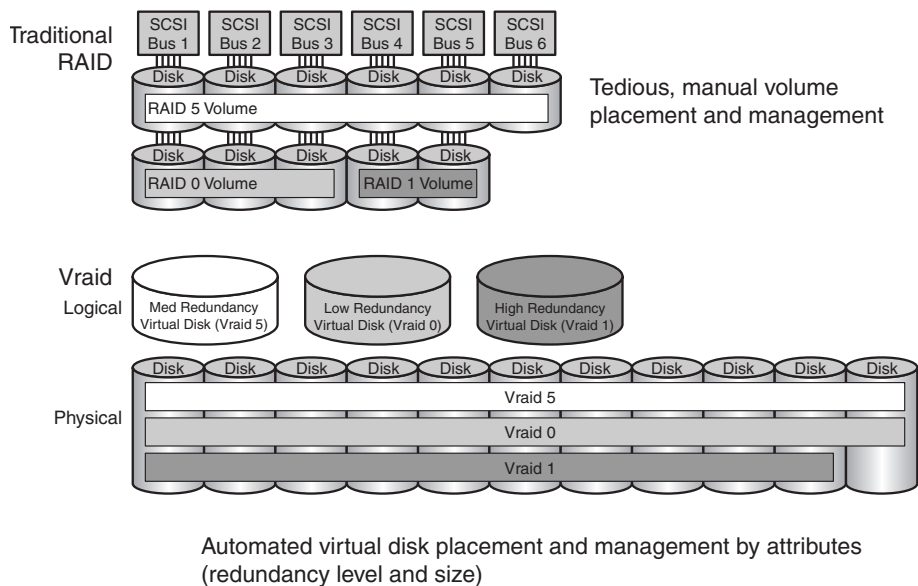 Traditional
RAID
SCSI
Bus 1
SCSI
Bus 2
SCSI
Bus 3
SCSI
Bus 4
SCSI
Bus 5
SCSI
Bus 6
Disk Disk Disk Disk Disk Disk
RAID 5 Volume
Tedious, manual volume
placement and management
Disk Disk Disk Disk Disk
RAID 0 Volume RAID 1 Volume
Vraid
Logical
Med Redundancy
Virtual Disk (Vraid 5)
Low Redundancy
Virtual Disk (Vraid 0)
High Redundancy
Virtual Disk (Vraid 1)
Disk Disk Disk Disk Disk Disk Disk Disk Disk Disk Disk
Physical
Vraid 5
Vraid 0
Vraid 1
Automated virtual disk placement and management by attributes
(redundancy level and size)